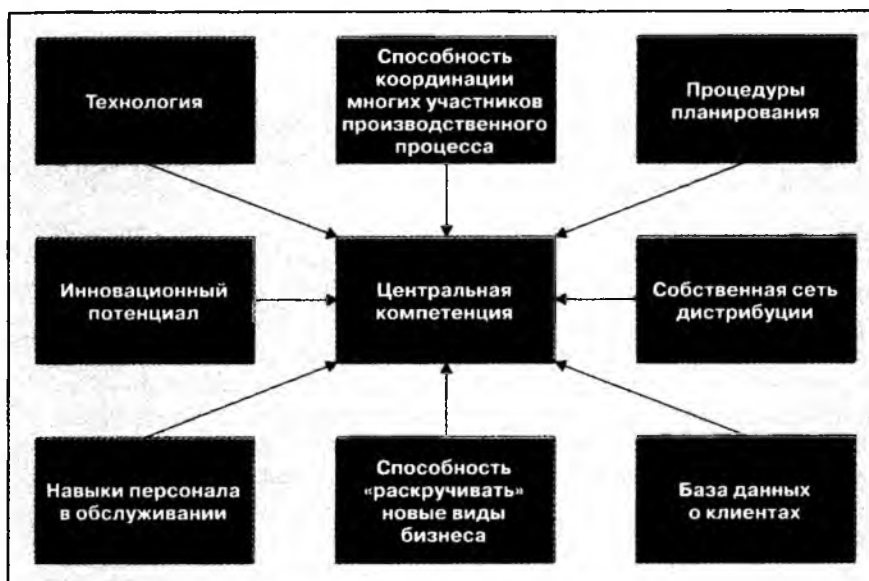 Технология
Способность
координации
многих участников
производственного
процесса
Процедуры
планирования
Инновационный
потенциал
Центральная
компетенция
Собственная сеть
дистрибуции
Навыки персонала
в обслуживании
Способность
«раскручивать»
новые виды
бизнеса
База данных
о клиентах